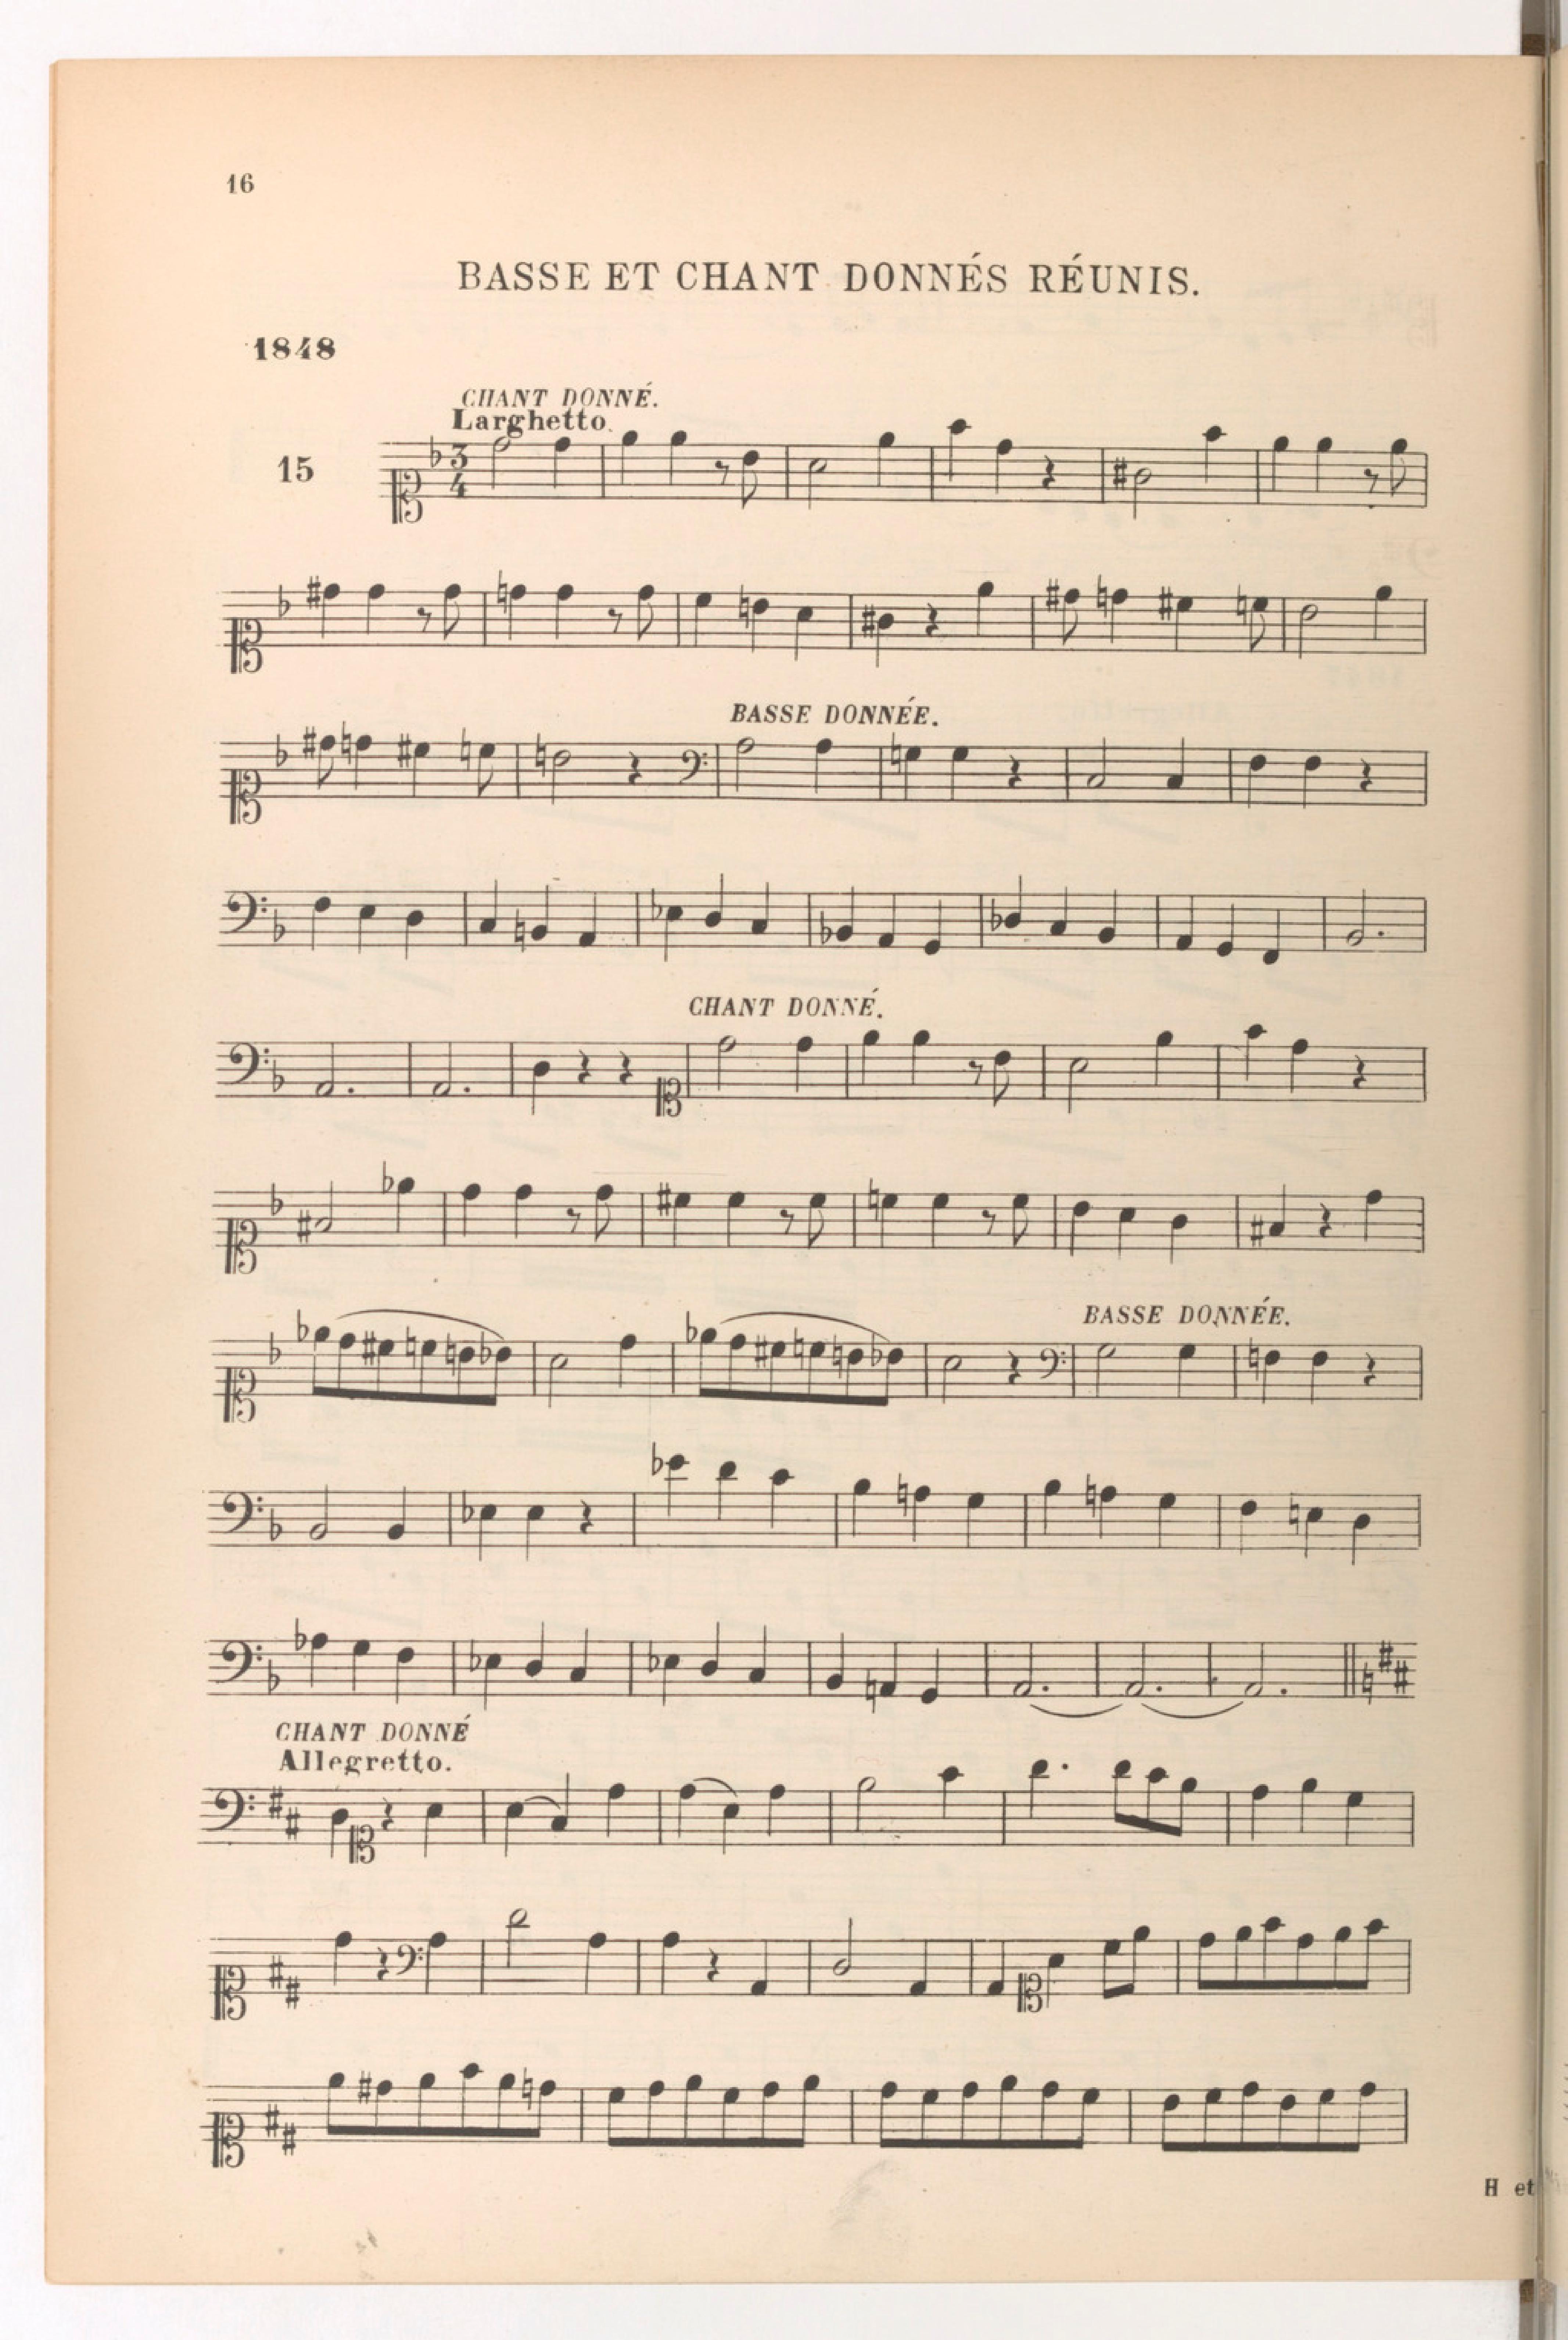 16
BASSE ET CHANT DONNÉS RÉUNIS.
1848
CHANT DONNÉ.
Larghetto.
15
3
4
BASSE DONNÉE.
CHANT DONNÉ.
BASSE DONNÉE.
CHANT DONNÉ
Allegretto.
H et